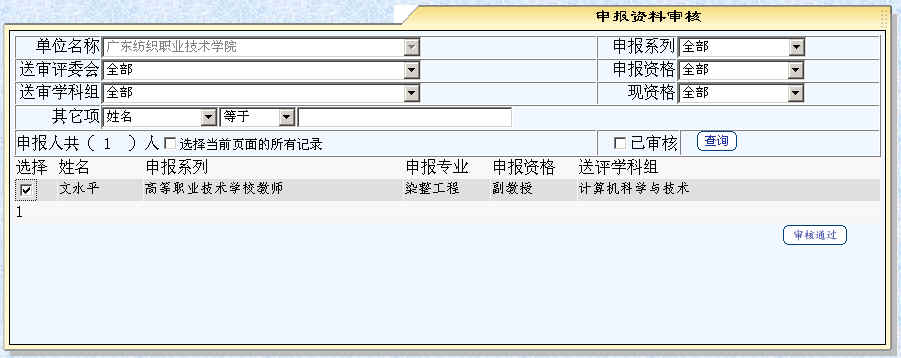 申报资料审核
单位名称 广东纺织职业技术学院 申报系列 全部
送审评委会 全部 申报资格 全部
送审学科组 全部 现资格 全部
其它项 姓名 等于
申报人共（ 1 ）人 选择当前页面的所有记录 已审核 查询
选择 姓名 申报系列 申报专业 申报资格 送评学科组
文水平 高等职业技术学校教师 染整工程 副教授 计算机科学与技术
1
审核通过